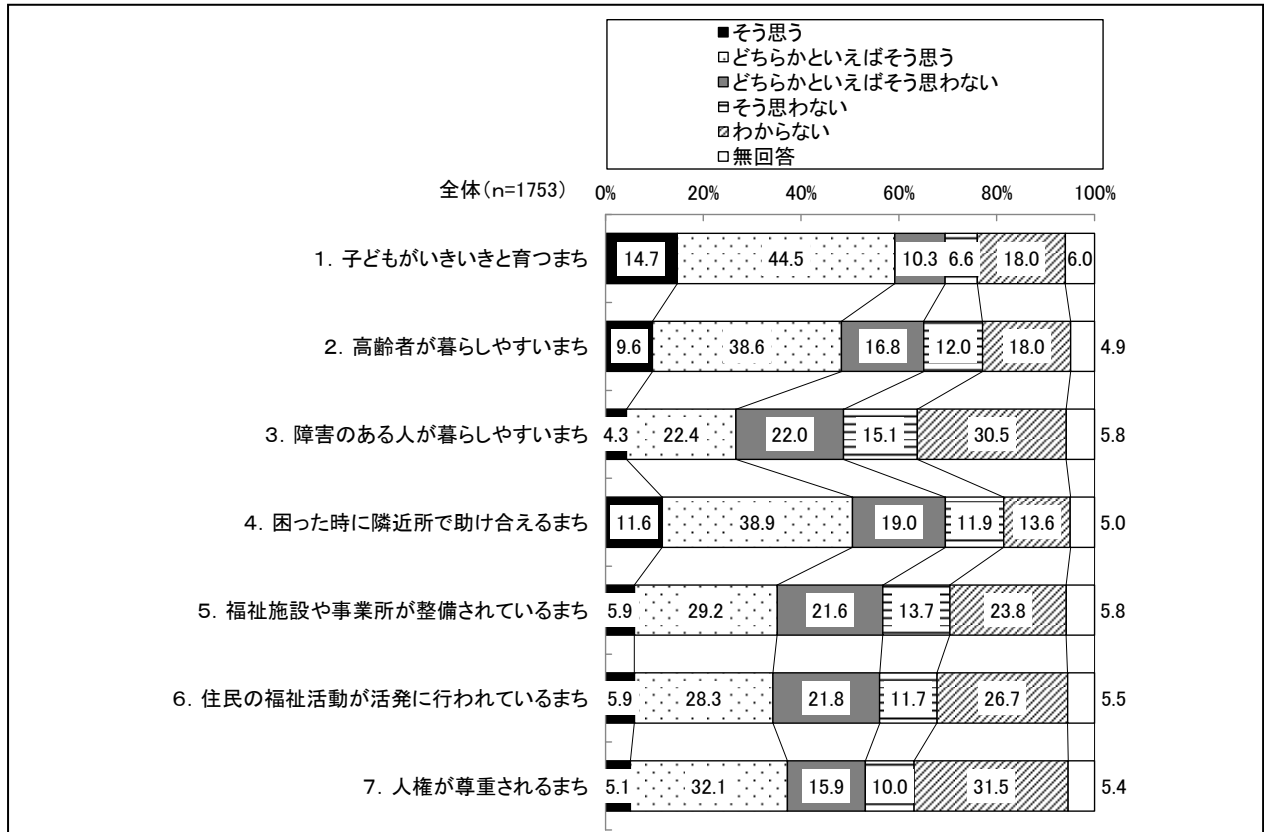 ■そう思う
□どちらかといえばそう思う
■どちらかといえばそう思わない
□そう思わない
□わからない
□無回答
全体(n=1753) 0% 20% 40% 60% 80% 100%
1. 子どもがいきいきと育つまち 14.7 44.5 10.3 6.6 18.0 6.0
2. 高齢者が暮らしやすいまち 9.6 38.6 16.8 12.0 18.0 4.9
3. 障害のある人が暮らしやすいまち 4.3 22.4 22.0 15.1 30.5 5.8
4. 困った時に隣近所で助け合えるまち 11.6 38.9 19.0 11.9 13.6 5.0
5. 福祉施設や事業所が整備されているまち 5.9 29.2 21.6 13.7 23.8 5.8
6. 住民の福祉活動が活発に行われているまち 5.9 28.3 21.8 11.7 26.7 5.5
7. 人権が尊重されるまち 5.1 32.1 15.9 10.0 31.5 5.4